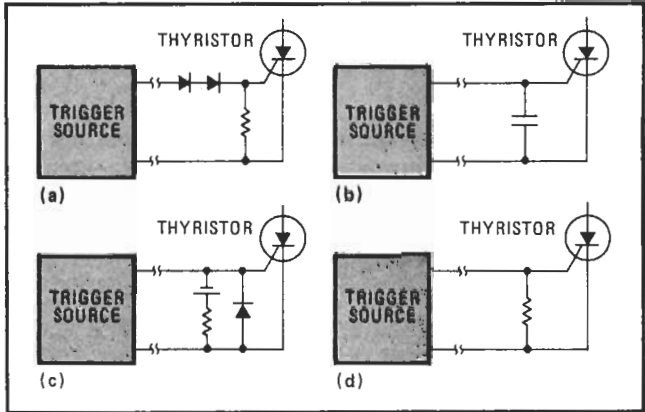 THYRISTOR
TRIGGER
SOURCE
(a)
THYRISTOR
TRIGGER
SOURCE
(b)
THYRISTOR
TRIGGER
SOURCE
(c)
THYRISTOR
TRIGGER
SOURCE
(d)